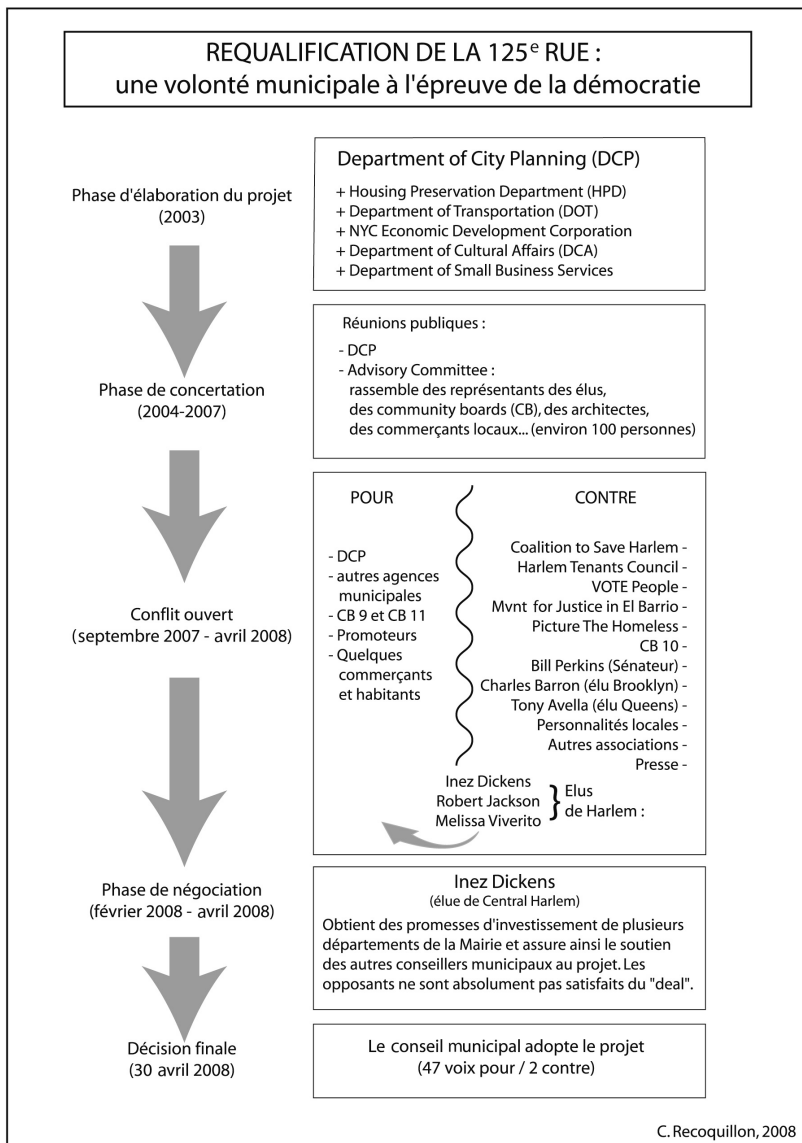 REQUALIFICATION DE LA 125e RUE :
une volonté municipale à l'épreuve de la démocratie
Phase d'élaboration du projet
(2003)
Department of City Planning (DCP)
+ Housing Preservation Department (HPD)
+ Department of Transportation (DOT)
+ NYC Economic Development Corporation
+ Department of Cultural Affairs (DCA)
+ Department of Small Business Services
Phase de concertation
(2004-2007)
Réunions publiques :
- DCP
- Advisory Committee :
rassemble des représentants des élus,
des community boards (CB), des architectes,
des commerçants locaux... (environ 100 personnes)
Conflit ouvert
(septembre 2007 - avril 2008)
POUR
- DCP
- autres agences
municipales
- CB 9 et CB 11
- Promoteurs
- Quelques
commerçants
et habitants
CONTRE
Coalition to Save Harlem -
Harlem Tenants Council -
VOTE People -
Mvnt for Justice in El Barrio -
Picture The Homeless -
CB 10 -
Bill Perkins (Sénateur) -
Charles Barron (élu Brooklyn) -
Tony Avella (élu Queens) -
Personnalités locales -
Autres associations -
Presse -
Inez Dickens
Robert Jackson
Melissa Viverito
} Elus
de Harlem :
Phase de négociation
(février 2008 - avril 2008)
Inez Dickens
(élue de Central Harlem)
Obtient des promesses d'investissement de plusieurs
départements de la Mairie et assure ainsi le soutien
des autres conseillers municipaux au projet. Les
opposants ne sont absolument pas satisfaits du "deal".
Décision finale
(30 avril 2008)
Le conseil municipal adopte le projet
(47 voix pour / 2 contre)
C. Recoquillon, 2008